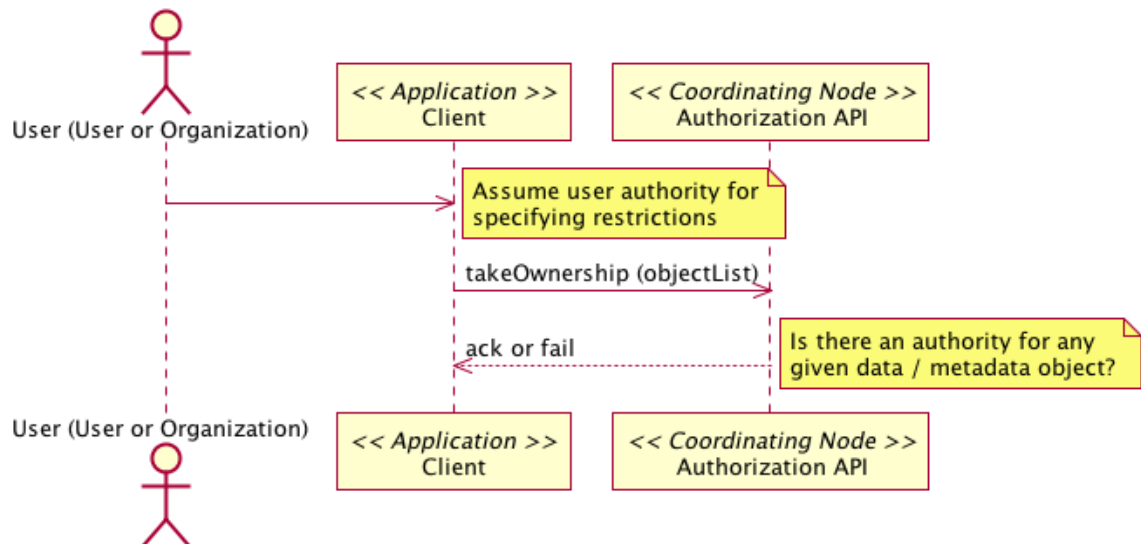 User (User or Organization)
<< Application >>
Client
<< Coordinating Node >>
Authorization API
Assume user authority for
specifying restrictions
takeOwnership (objectList)
ack or fail
Is there an authority for any
given data / metadata object?
User (User or Organization)
<< Application >>
Client
<< Coordinating Node >>
Authorization API